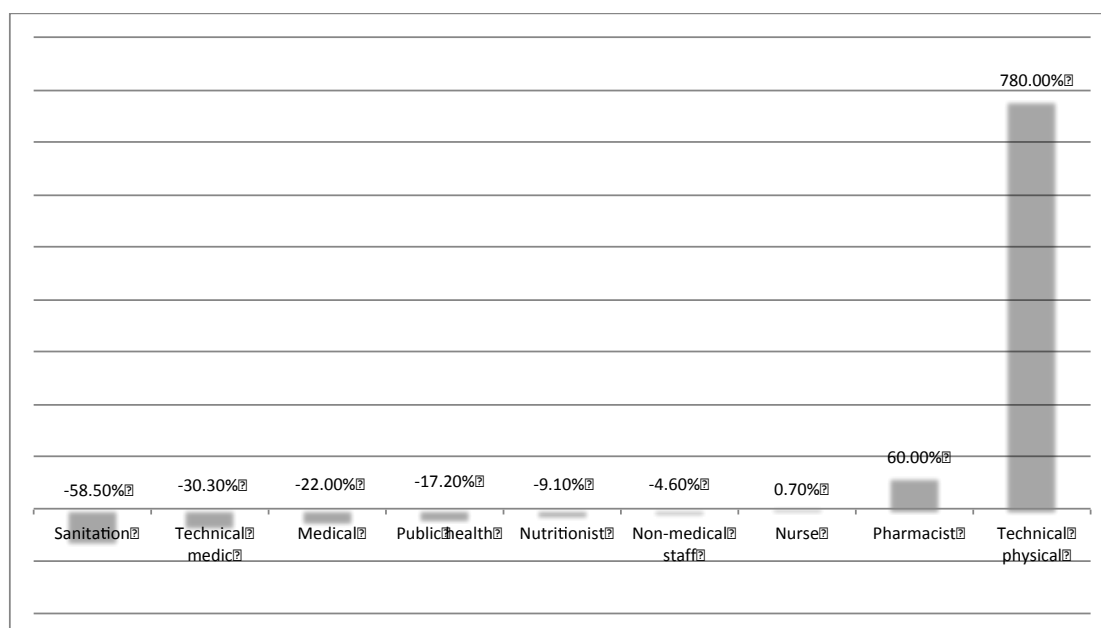 780.00%
60.00%
-58.50%
-30.30%
-22.00%
-17.20%
-9.10%
-4.60%
0.70%
Sanitation
Technical
medic
Medical
Public health
Nutritionist
Non-medical
staff
Nurse
Pharmacist
Technical
physical